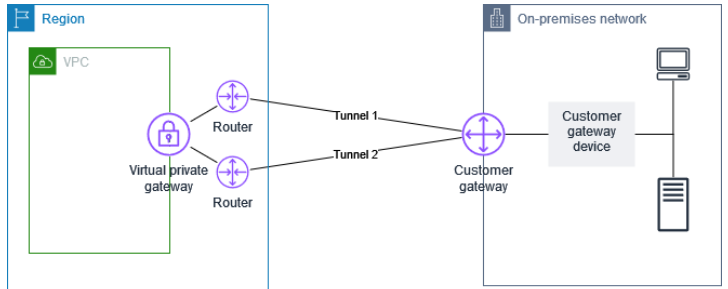 Region
On-premises network
VPC
Router
Tunnel 1
Customer
gateway
device
Virtual private
gateway
Tunnel 2
Customer
gateway
Router